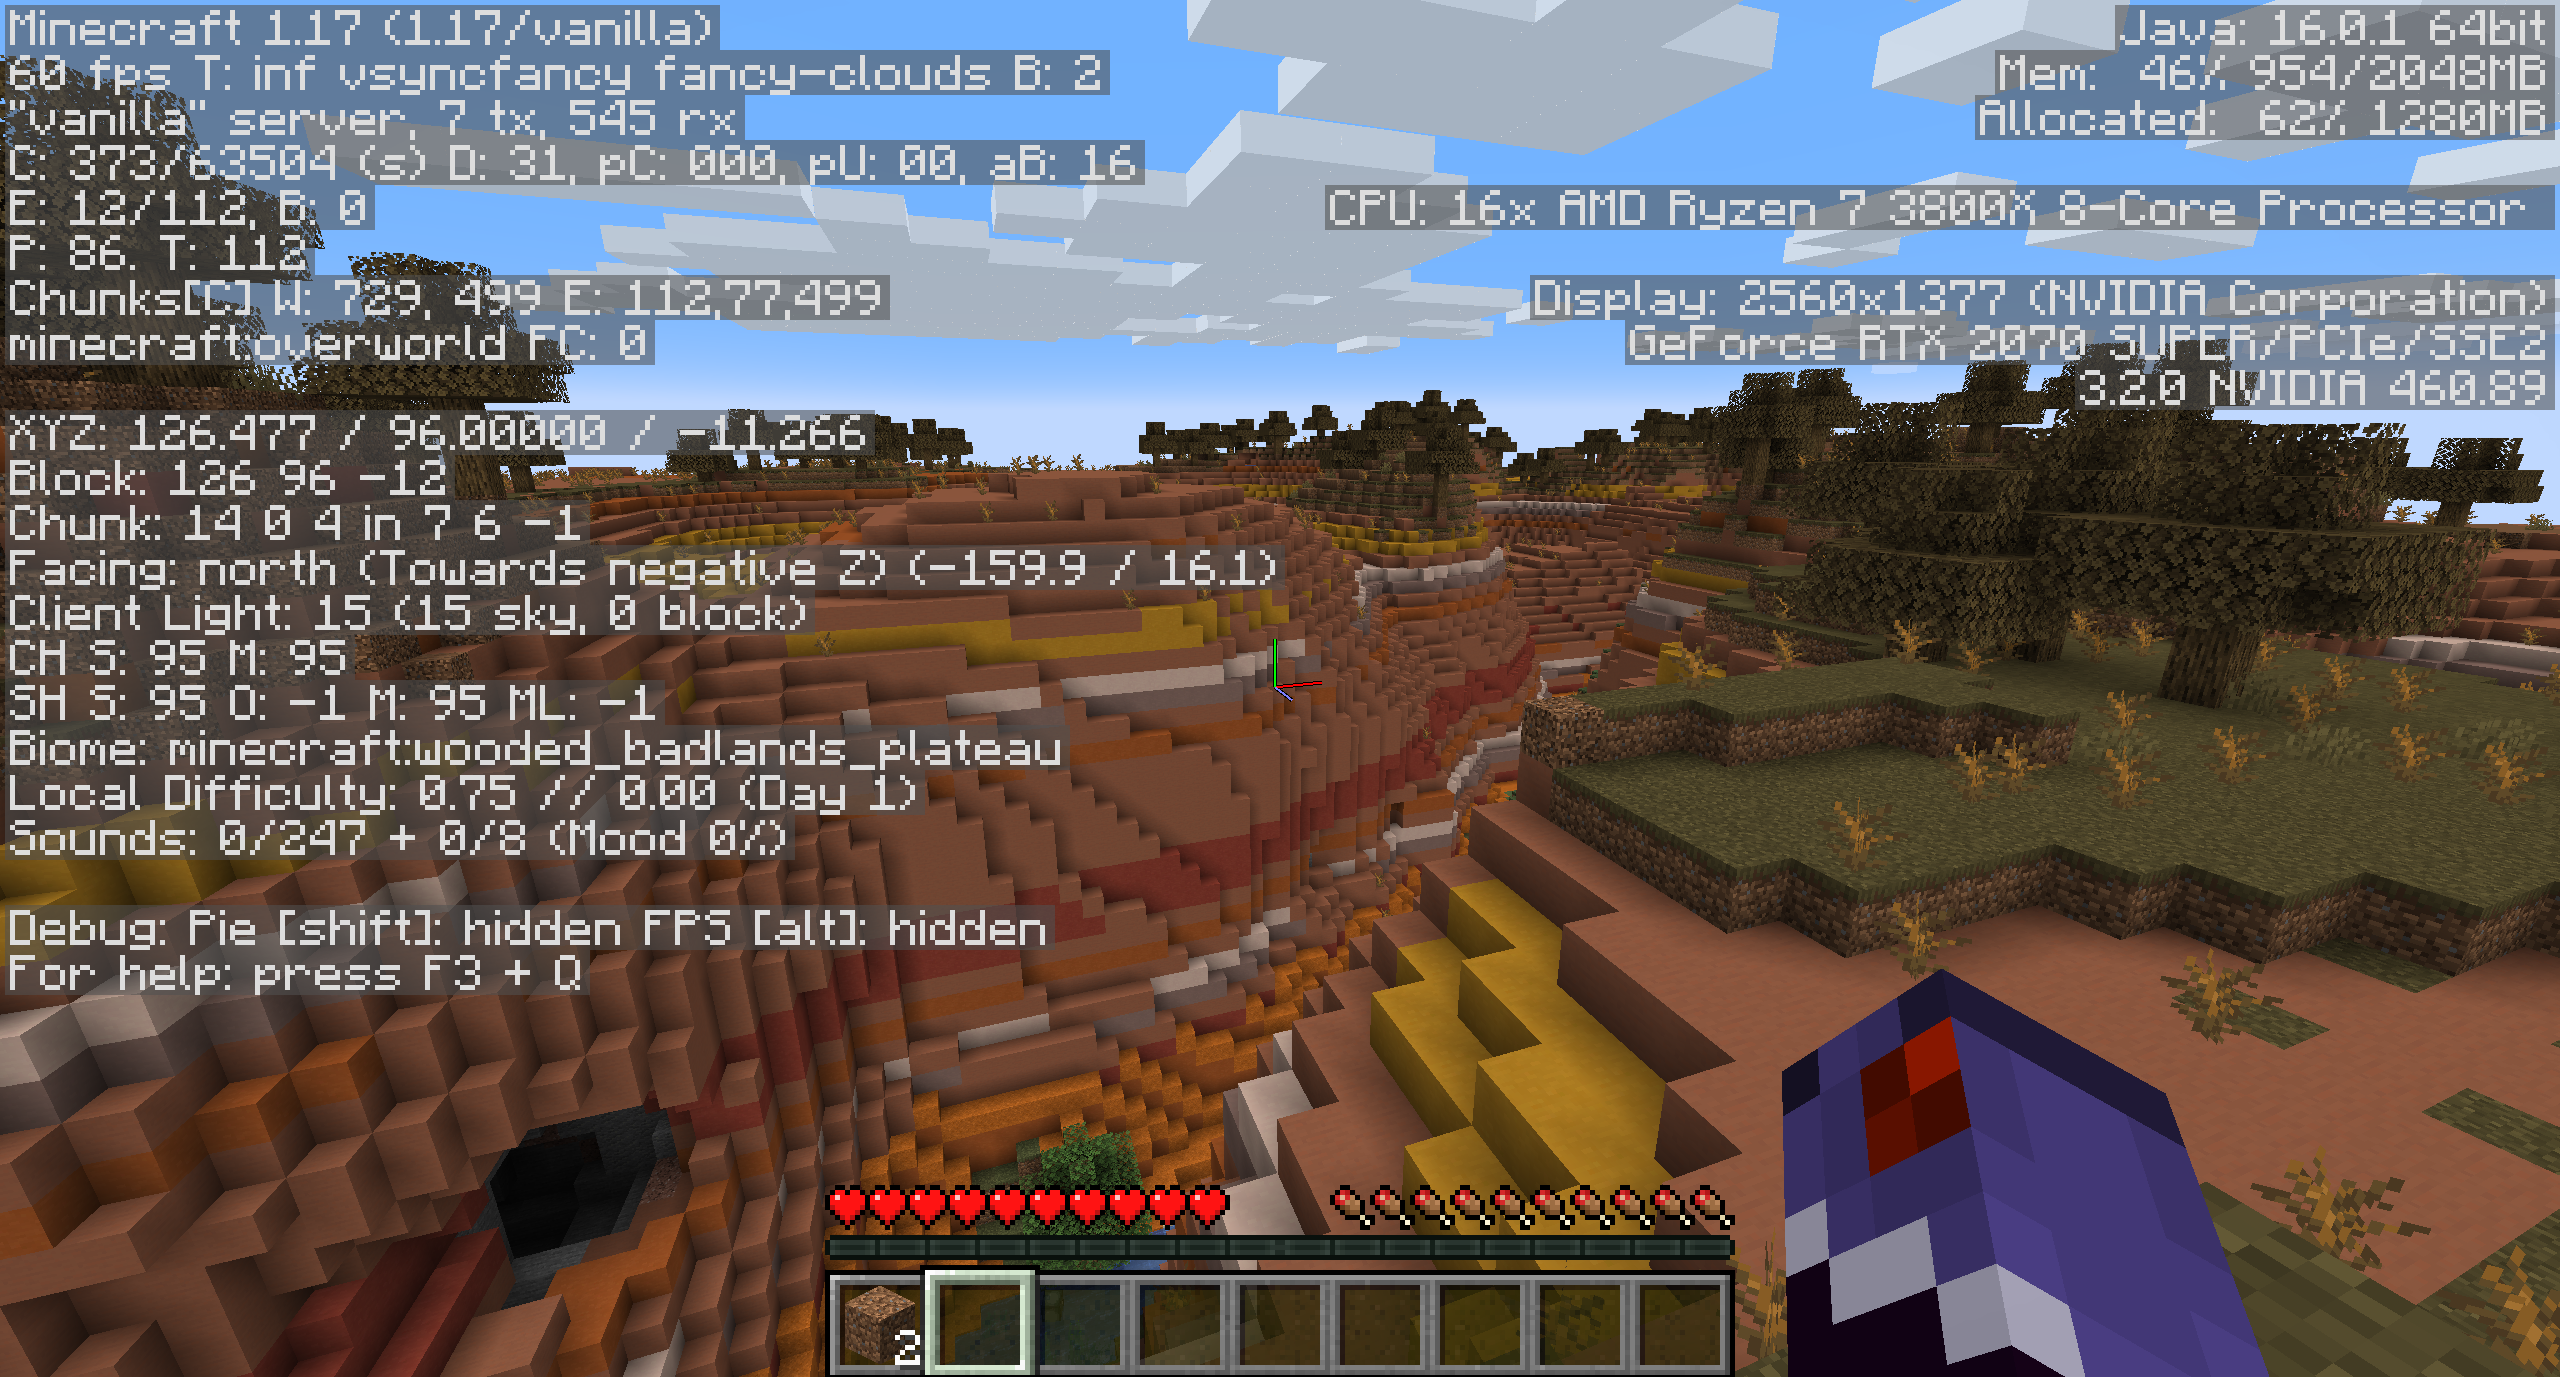 Minecraft 1.17 (1.17/vanilla)
60 fps T: inf vsyncfancy fancy-clouds B: 2
"vanilla" server, 7 tx, 545 rx
C: 373/63504 (s) D: 31, pC: 000, pU: 00, aB: 16
E: 12/112, B: 0
P: 86. T: 112
Chunks[C] W: 729, 499 E: 112,77,499
minecraft:overworld FC: 0
XYZ: 126.477 / 96.00000 / -11.266
Block: 126 96 -12
Chunk: 14 0 4 in 7 6 -1
Facing: north (Towards negative Z) (-159.9 / 16.1)
Client Light: 15 (15 sky, 0 block)
CH S: 95 M: 95
SH S: 95 O: -1 M: 95 ML: -1
Biome: minecraft:wooded_badlands_plateau
Local Difficulty: 0.75 // 0.00 (Day 1)
Sounds: 0/247 + 0/8 (Mood 0%)
Debug: Pie [shift]: hidden FPS [alt]: hidden
For help: press F3 + Q
Java: 16.0.1 64bit
Mem: 46% 954/2048MB
Allocated: 62% 1280MB
CPU: 16x AMD Ryzen 7 3800X 8-Core Processor
Display: 2560x1377 (NVIDIA Corporation)
GeForce RTX 2070 SUPER/PCIe/SSE2
3.2.0 NVIDIA 460.89
2